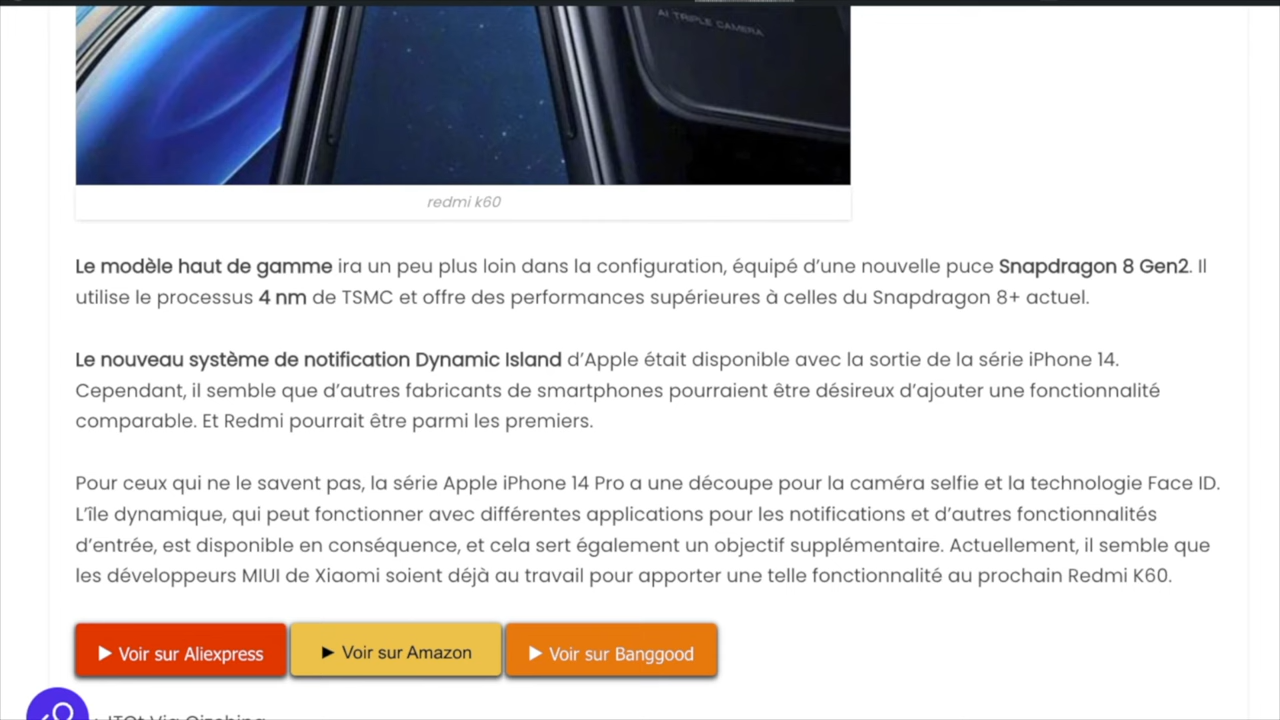 AI TRIPLE CAMERA
redmi k60
Le modèle haut de gamme ira un peu plus loin dans la configuration, équipé d’une nouvelle puce Snapdragon 8 Gen2. Il
utilise le processus 4 nm de TSMC et offre des performances supérieures à celles du Snapdragon 8+ actuel.
Le nouveau système de notification Dynamic Island d’Apple était disponible avec la sortie de la série iPhone 14.
Cependant, il semble que d’autres fabricants de smartphones pourraient être désireux d’ajouter une fonctionnalité
comparable. Et Redmi pourrait être parmi les premiers.
Pour ceux qui ne le savent pas, la série Apple iPhone 14 Pro a une découpe pour la caméra selfie et la technologie Face ID.
L’île dynamique, qui peut fonctionner avec différentes applications pour les notifications et d’autres fonctionnalités
d’entrée, est disponible en conséquence, et cela sert également un objectif supplémentaire. Actuellement, il semble que
les développeurs MIUI de Xiaomi soient déjà au travail pour apporter une telle fonctionnalité au prochain Redmi K60.
▶ Voir sur Aliexpress ▶ Voir sur Amazon ▶ Voir sur Banggood